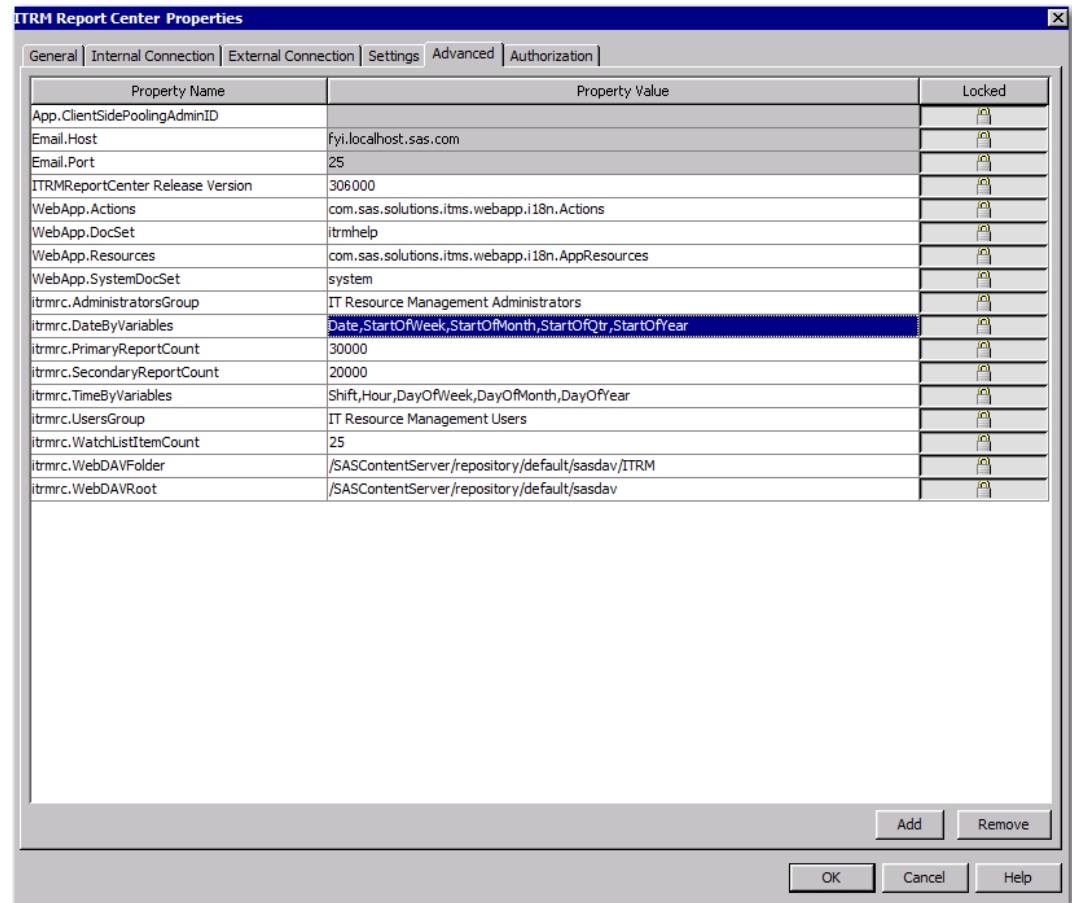 ITRM Report Center Properties
General Internal Connection External Connection Settings Advanced Authorization
Property Name Property Value Locked
App.ClientSidePoolingAdminID
Email.Host fyi.localhost.sas.com
Email.Port 25
ITRMReportCenter Release Version 306000
WebApp.Actions com.sas.solutions.itms.webapp.i18n.Actions
WebApp.DocSet itrmhelp
WebApp.Resources com.sas.solutions.itms.webapp.i18n.AppResources
WebApp.SystemDocSet system
itrmrc.AdministratorsGroup IT Resource Management Administrators
itrmrc.DateByVariables Date,StartOfWeek,StartOfMonth,StartOfQtr,StartOfYear
itrmrc.PrimaryReportCount 30000
itrmrc.SecondaryReportCount 20000
itrmrc.TimeByVariables Shift,Hour,DayOfWeek,DayOfMonth,DayOfYear
itrmrc.UsersGroup IT Resource Management Users
itrmrc.WatchListItemCount 25
itrmrc.WebDAVFolder /SASContentServer/repository/default/sasdav/ITRM
itrmrc.WebDAVRoot /SASContentServer/repository/default/sasdav
Add Remove
OK Cancel Help